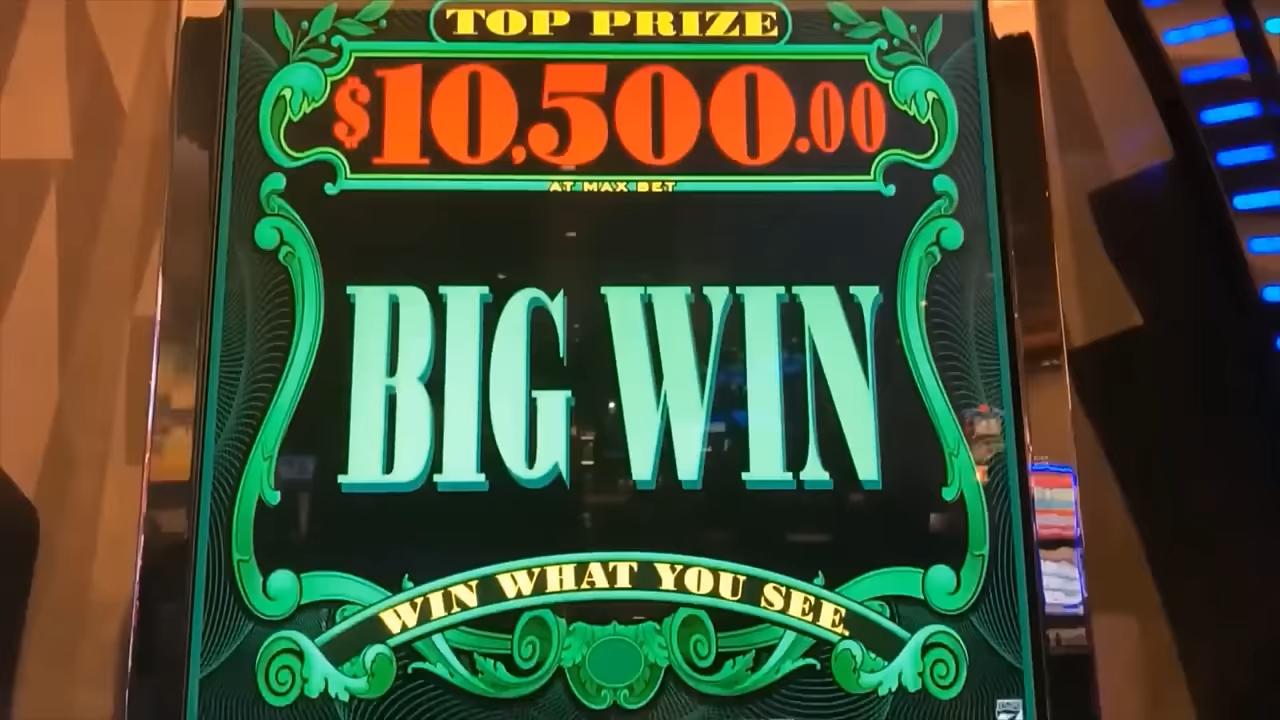 TOP PRIZE
$10,500.00
AT MAX BET
BIG WIN
WIN WHAT YOU SEE.